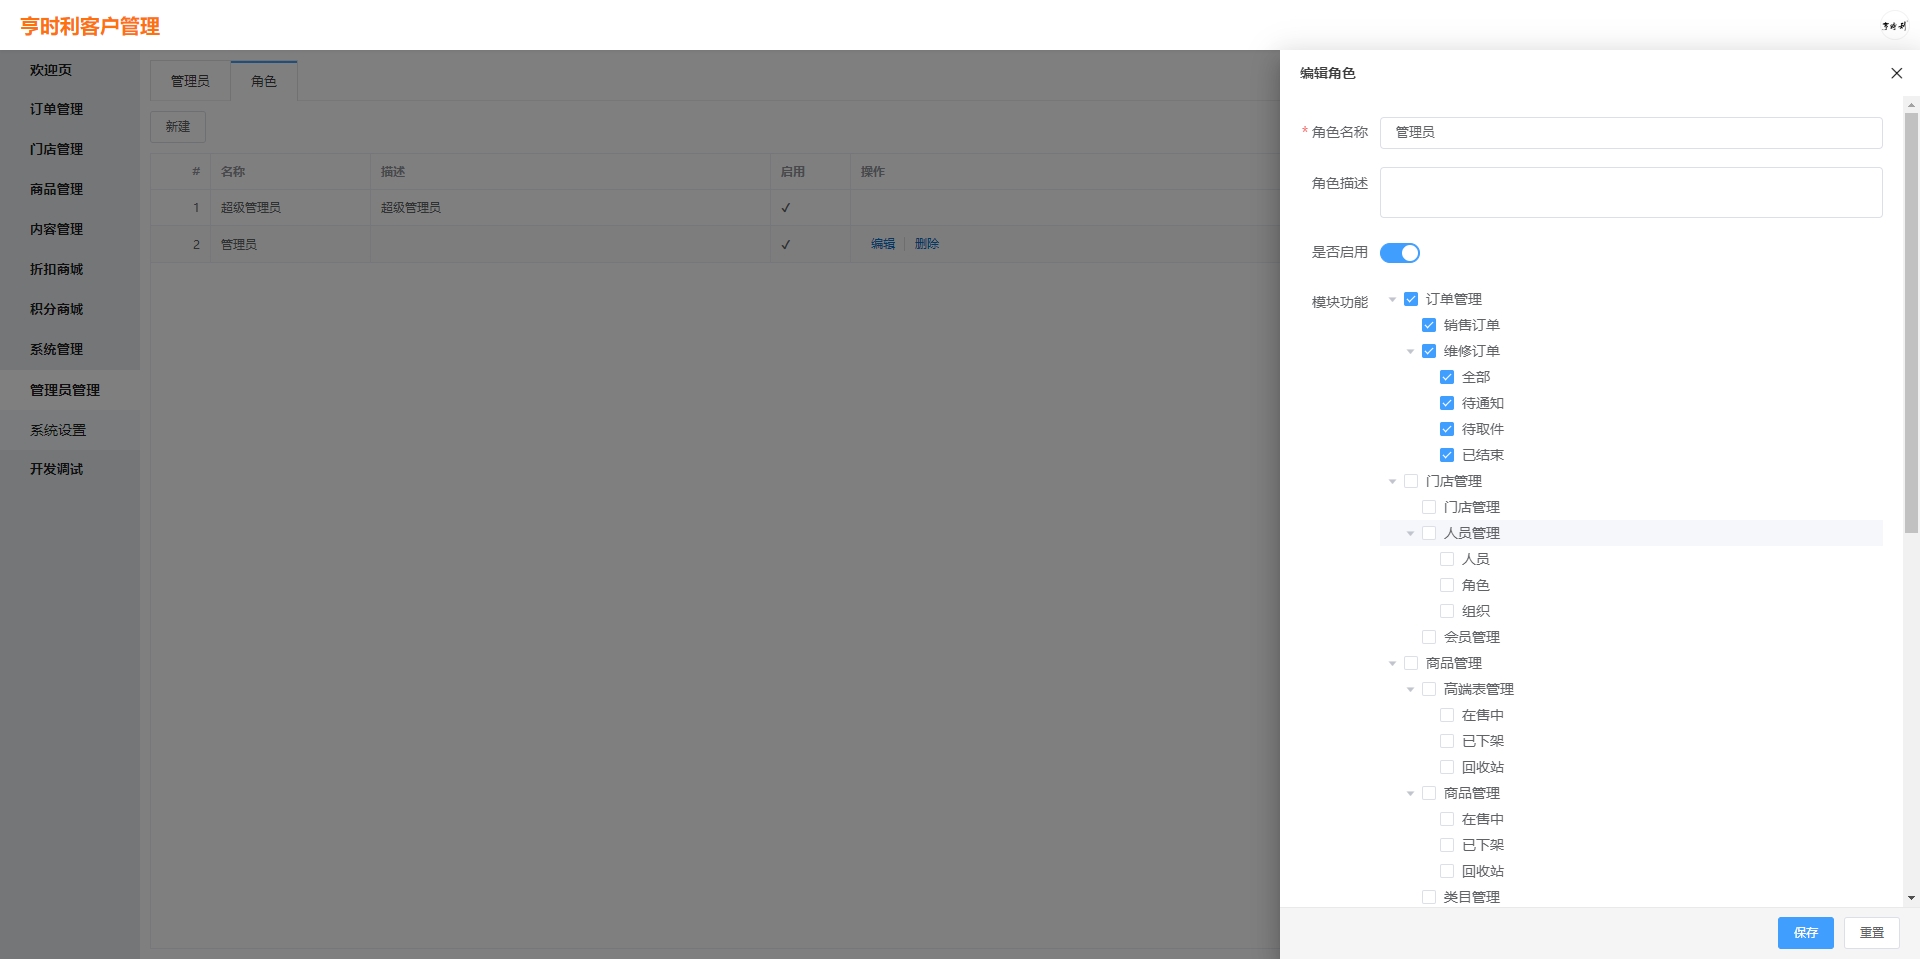 亨时利客户管理
亨时利
欢迎页
订单管理
门店管理
商品管理
内容管理
折扣商城
积分商城
系统管理
管理员管理
系统设置
开发调试
管理员 角色
新建
# 名称 描述 启用 操作
1 超级管理员 超级管理员 ✓
2 管理员 ✓ 编辑 删除
编辑角色
* 角色名称 管理员
角色描述
是否启用
模块功能 订单管理
销售订单
维修订单
全部
待通知
待取件
已结束
门店管理
门店管理
人员管理
人员
角色
组织
会员管理
商品管理
高端表管理
在售中
已下架
回收站
商品管理
在售中
已下架
回收站
类目管理
保存 重置